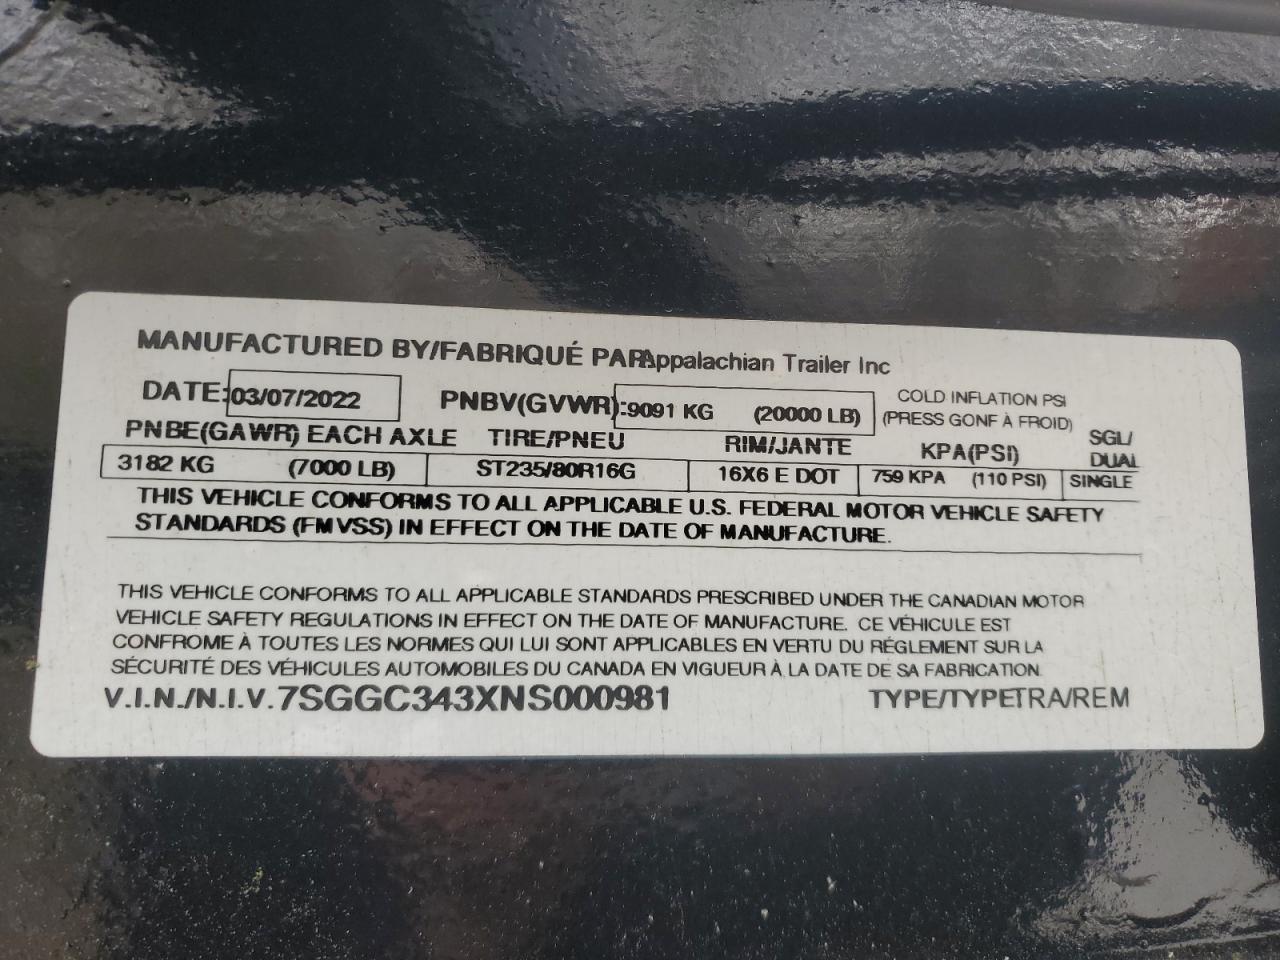 MANUFACTURED BY/FABRIQUÉ PAR Appalachian Trailer Inc
DATE: 03/07/2022 PNBV(GVWR): 9091 KG (20000 LB) COLD INFLATION PSI
(PRESS GONF À FROID)
PNBE(GAWR) EACH AXLE TIRE/PNEU RIM/JANTE KPA(PSI) SGL/
DUAL
3182 KG (7000 LB) ST235/80R16G 16X6 E DOT 759 KPA (110 PSI) SINGLE
THIS VEHICLE CONFORMS TO ALL APPLICABLE U.S. FEDERAL MOTOR VEHICLE SAFETY
STANDARDS (FMVSS) IN EFFECT ON THE DATE OF MANUFACTURE.
THIS VEHICLE CONFORMS TO ALL APPLICABLE STANDARDS PRESCRIBED UNDER THE CANADIAN MOTOR
VEHICLE SAFETY REGULATIONS IN EFFECT ON THE DATE OF MANUFACTURE. CE VÉHICULE EST
CONFROME À TOUTES LES NORMES QUI LUI SONT APPLICABLES EN VERTU DU RÉGLEMENT SUR LA
SÉCURITÉ DES VÉHICULES AUTOMOBILES DU CANADA EN VIGUEUR À LA DATE DE SA FABRICATION.
V.I.N./N.I.V. 7SGGC343XNS000981 TYPE/TYPE TRA/REM